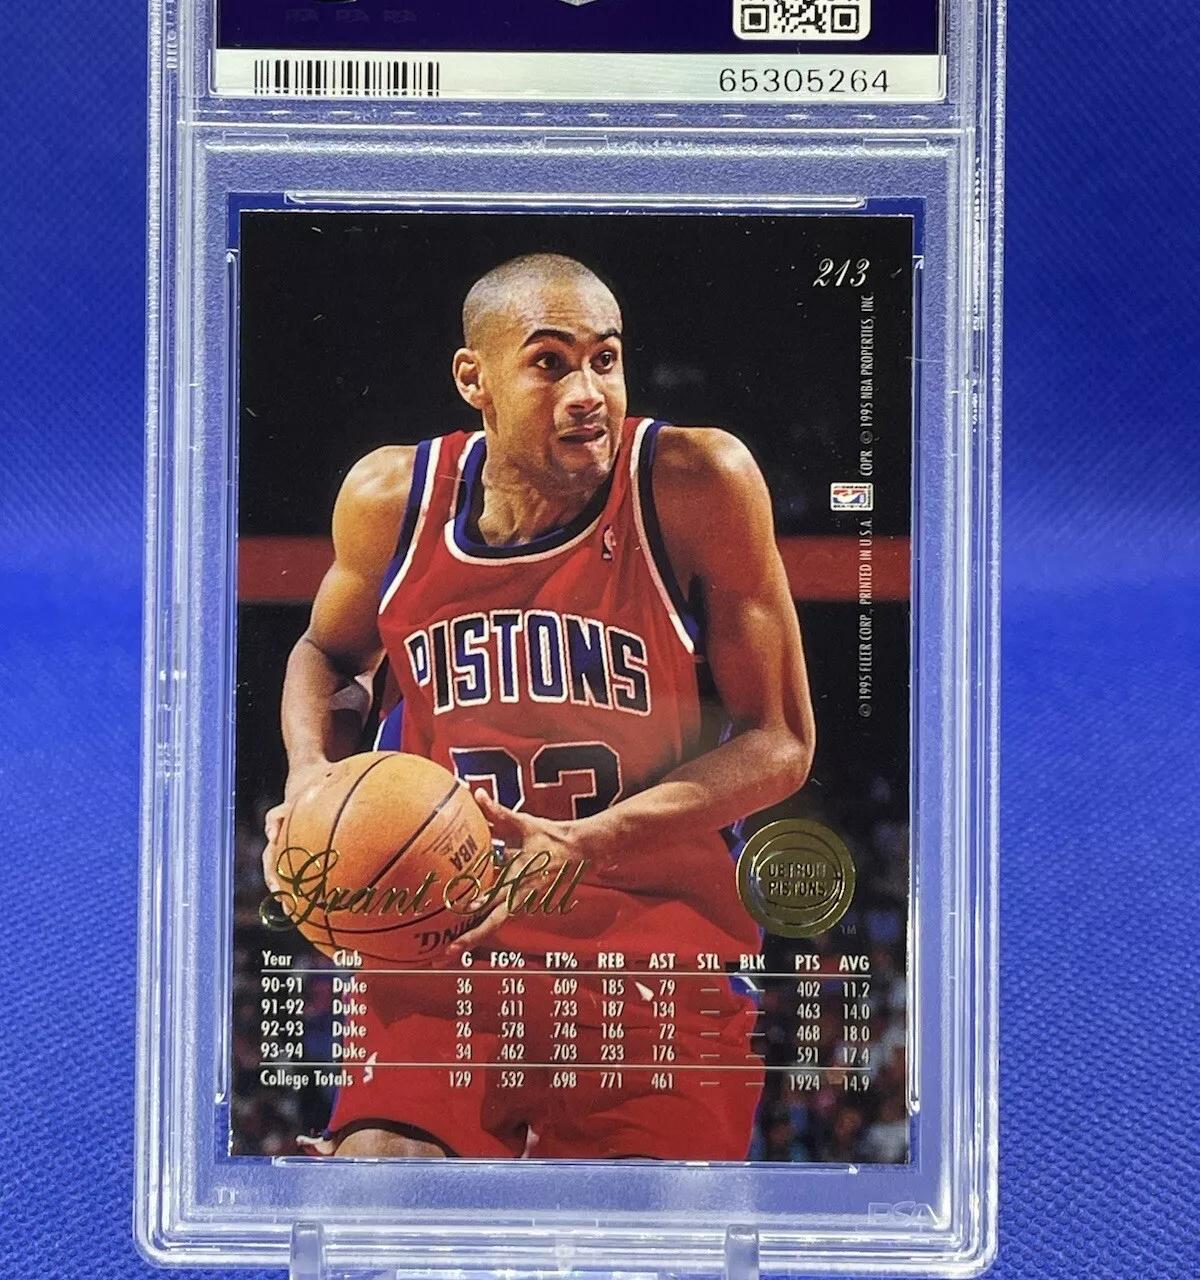 65305264
213
© 1995 FLEER CORP., PRINTED IN U.S.A. COPR. © 1995 NBA PROPERTIES, INC.
PISTONS
33
NBA
Grant Hill
DETROIT
PISTONS
TM
Year Club G FG% FT% REB AST STL BLK PTS AVG
90-91 Duke 36 .516 .609 185 79 — — 402 11.2
91-92 Duke 33 .611 .733 187 134 — — 463 14.0
92-93 Duke 26 .578 .746 166 72 — — 468 18.0
93-94 Duke 34 .462 .703 233 176 — — 591 17.4
College Totals 129 .532 .698 771 461 — — 1924 14.9
PSA